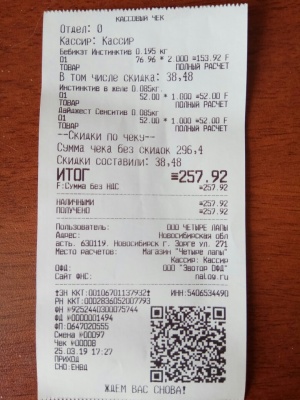 КАССОВЫЙ ЧЕК
Отдел: 0
Кассир: Кассир
Бебикэт Инстинктив 0.195 кг
01 76.96 * 2.000 =153.92 F
ТОВАР ПОЛНЫЙ РАСЧЕТ
В том числе скидка: 38,48
Инстинктив в желе 0.085кг
01 52.00 * 1.000 =52.00 F
ТОВАР ПОЛНЫЙ РАСЧЕТ
Дайджест Сенситив 0.085кг
01 52.00 * 1.000 =52.00 F
ТОВАР ПОЛНЫЙ РАСЧЕТ
--Скидки по чеку--
Сумма чека без скидок 296,4
Скидки составили: 38,48
ИТОГ =257.92
F:Сумма без НДС =257.92
НАЛИЧНЫМИ =257.92
ПОЛУЧЕНО =257.92
Пользователь: ООО ЧЕТЫРЕ ЛАПЫ
Адрес: Новосибирская обл
асть, 630119, Новосибирск г, Зорге ул, 271
Место расчетов: Магазин "Четыре лапы"
Кассир: Кассир
ОФД: ООО "Эвотор ОФД"
Сайт ФНС: nalog.ru
ЗН ККТ:00106701137932 ИНН:5406534490
РН ККТ:0002836052007793
ФН №9252440300075744
ФД №0000001494
ФП:0647020555
Смена №00097
Чек №00008
25.03.19 17:27
ПРИХОД
СНО:ЕНВД
ЖДЕМ ВАС СНОВА!